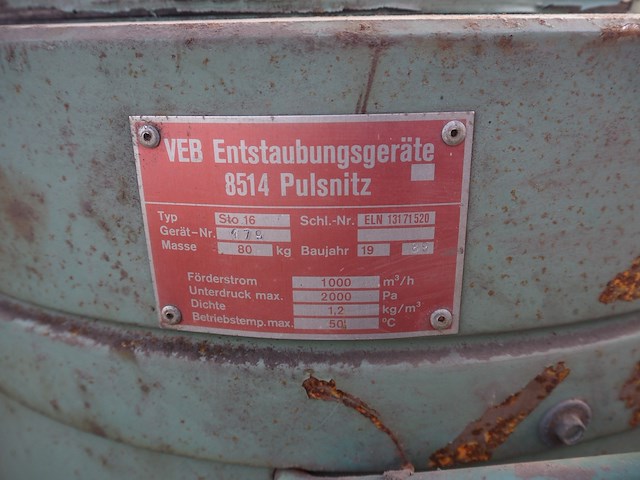 VEB Entstaubungsgeräte
8514 Pulsnitz
Typ Sto 16 Schl.-Nr. ELN 13171520
Gerät-Nr. 175
Masse 80 kg Baujahr 19
Förderstrom 1000 m³/h
Unterdruck max. 2000 Pa
Dichte 1,2 kg/m³
Betriebstemp.max. 50 °C